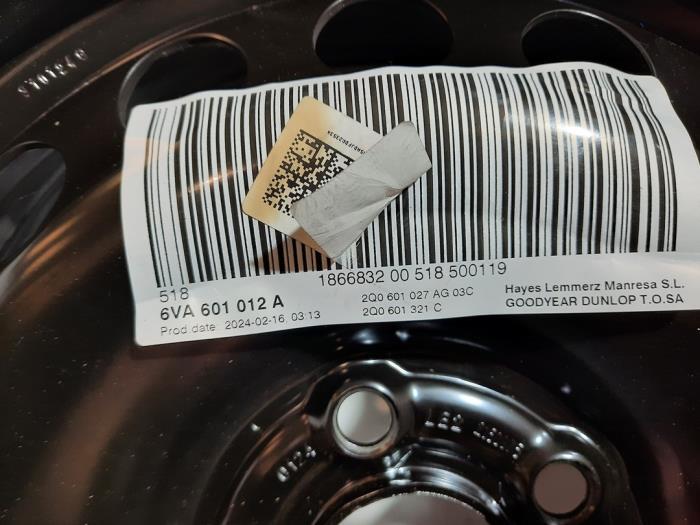 1866832 00 518 500119
518
6VA 601 012 A
Prod.date: 2024-02-16, 03:13
2Q0 601 027 AG 03C
2Q0 601 321 C
Hayes Lemmerz Manresa S.L.
GOODYEAR DUNLOP T.O.SA
0124